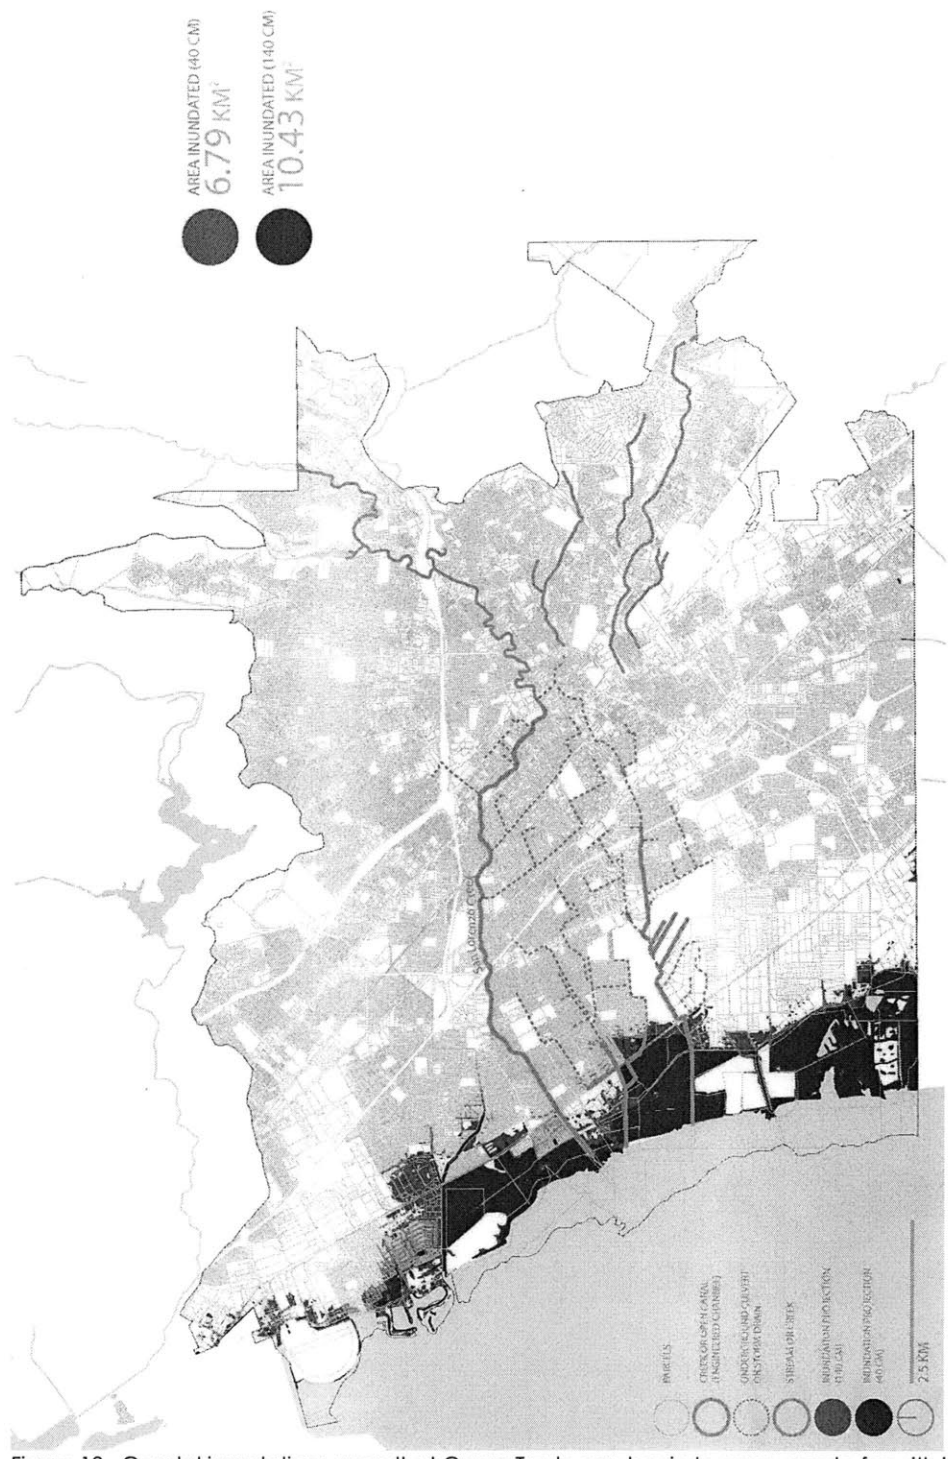 AREA INUNDATED (40 CM)
6.79 KM²
AREA INUNDATED (140 CM)
10.43 KM²
San Lorenzo Creek
PARCELS
CREEK OR OPEN CANAL
(ENGINEERED CHANNEL)
UNDERGROUND CULVERT
OR STORM DRAIN
STREAM OR CREEK
INUNDATION PROJECTION
(140 CM)
INUNDATION PROJECTION
(40 CM)
2.5 KM